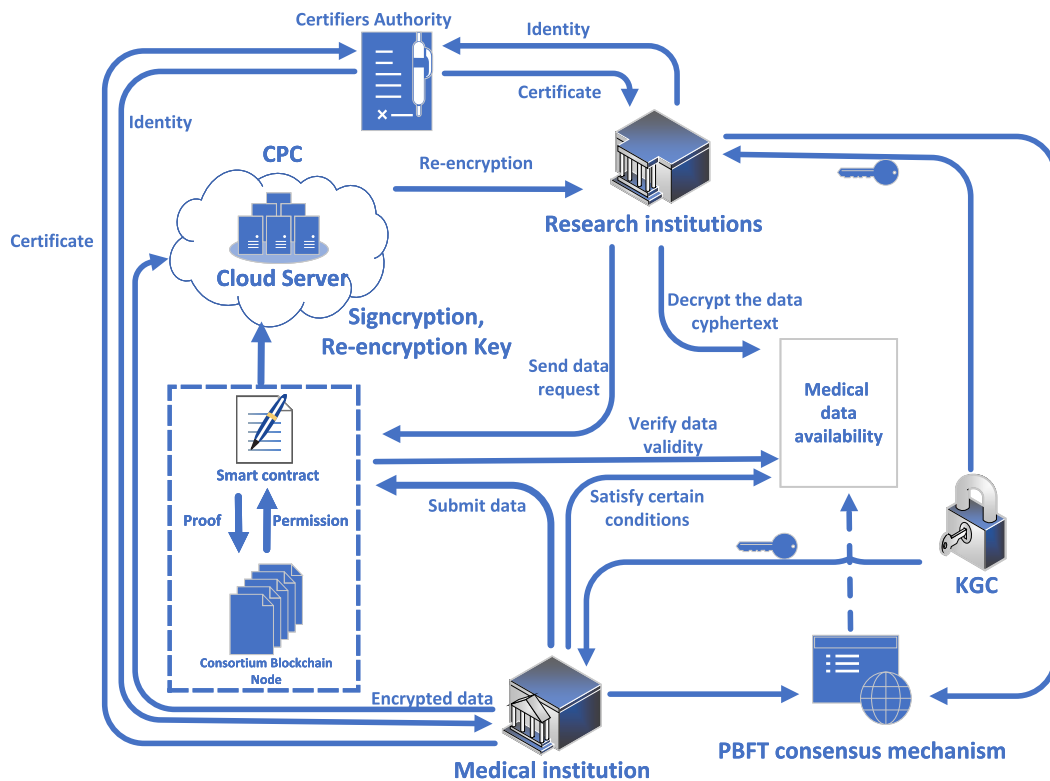 Certifiers Authority
Identity
Certificate
Identity
CPC
Re-encryption
Certificate
Research institutions
Cloud Server
Signcryption,
Re-encryption Key
Decrypt the data
cyphertext
Send data
request
Medical
data
availability
Verify data
validity
Smart contract
Submit data
Satisfy certain
conditions
Proof
Permission
KGC
Consortium Blockchain
Node
Encrypted data
PBFT consensus mechanism
Medical institution